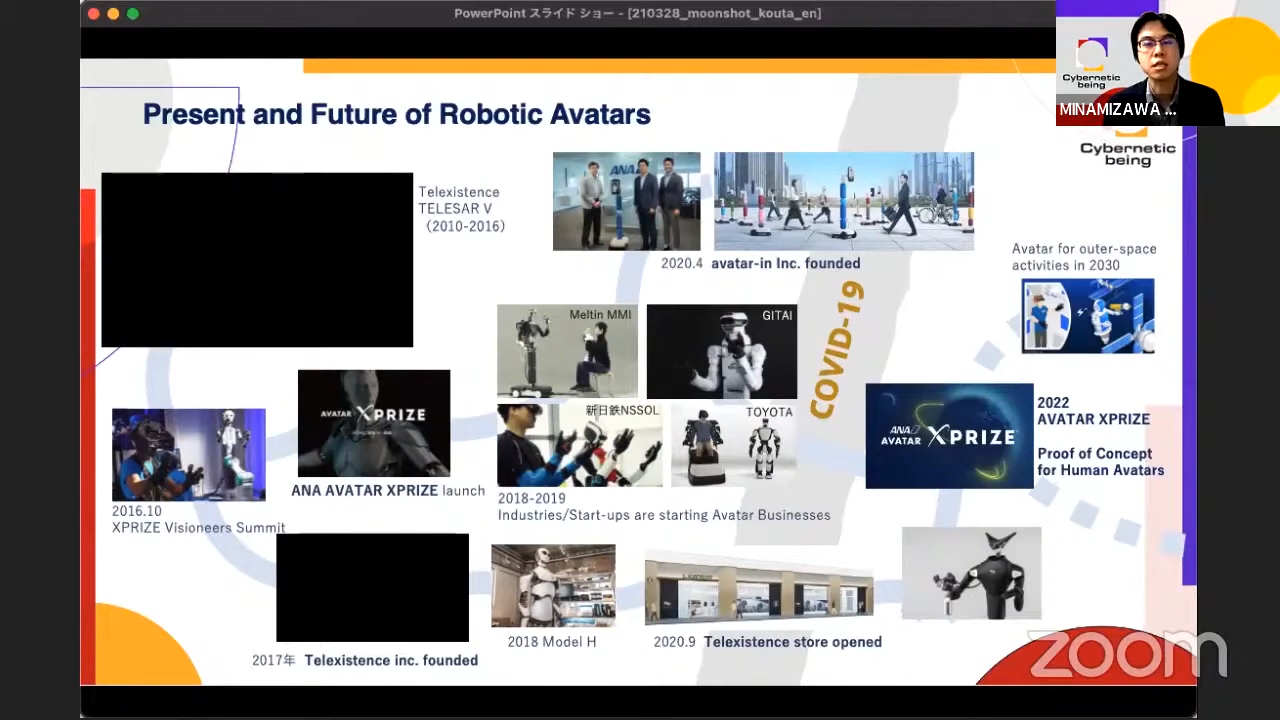 PowerPoint スライド ショー - [210328_moonshot_kouta_en]
Cybernetic
being
MINAMIZAWA ...
Present and Future of Robotic Avatars
Cybernetic
being
Telexistence
TELESAR V
（2010-2016）
ANA
2020.4 avatar-in Inc. founded
Avatar for outer-space
activities in 2030
Meltin MMI
GITAI
COVID-19
新日鉄NSSOL
TOYOTA
AVATAR XPRIZE
ANA
AVATAR XPRIZE
2022
AVATAR XPRIZE
Proof of Concept
for Human Avatars
2016.10
XPRIZE Visioneers Summit
ANA AVATAR XPRIZE launch
2018-2019
Industries/Start-ups are starting Avatar Businesses
2017年 Telexistence inc. founded
2018 Model H
2020.9 Telexistence store opened
zoom